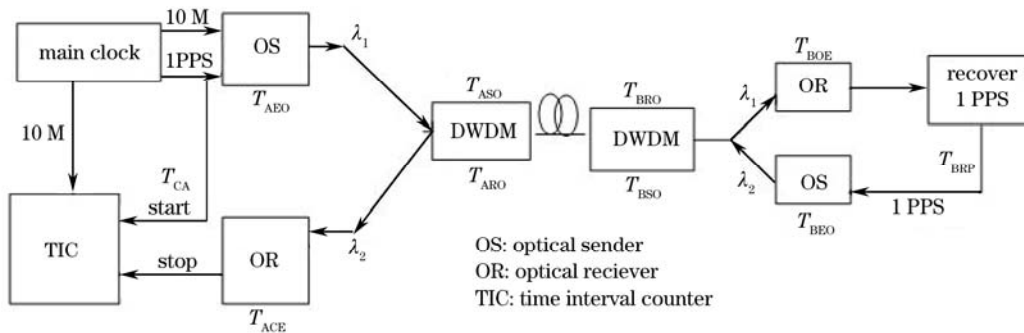 main clock
10 M
1PPS
OS
T_AEO
λ1
10 M
T_CA
start
TIC
stop
OR
T_ACE
λ2
T_ASO
DWDM
T_ARO
T_BRO
DWDM
T_BSO
T_BOE
OR
λ1
λ2
OS
T_BEO
recover
1 PPS
T_BRP
1 PPS
OS: optical sender
OR: optical reciever
TIC: time interval counter